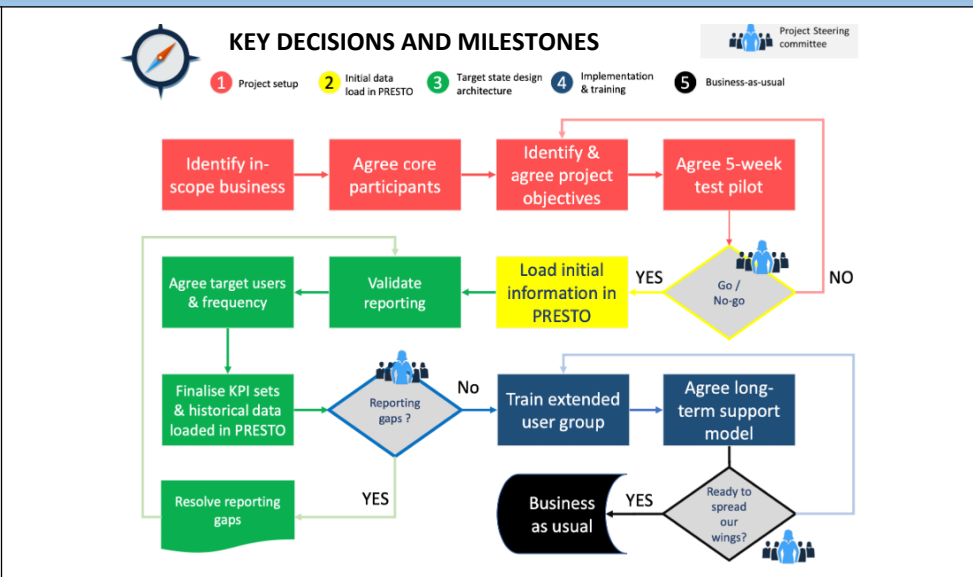 KEY DECISIONS AND MILESTONES
Project Steering
committee
1 Project setup
2 Initial data
load in PRESTO
3 Target state design
architecture
4 Implementation
& training
5 Business-as-usual
Identify in-
scope business
Agree core
participants
Identify &
agree project
objectives
Agree 5-week
test pilot
Go /
No-go
NO
YES
Load initial
information in
PRESTO
Validate
reporting
Agree target users
& frequency
Finalise KPI sets
& historical data
loaded in PRESTO
Reporting
gaps ?
No
YES
Resolve reporting
gaps
Train extended
user group
Agree long-
term support
model
Ready to
spread
our
wings?
YES
Business
as usual